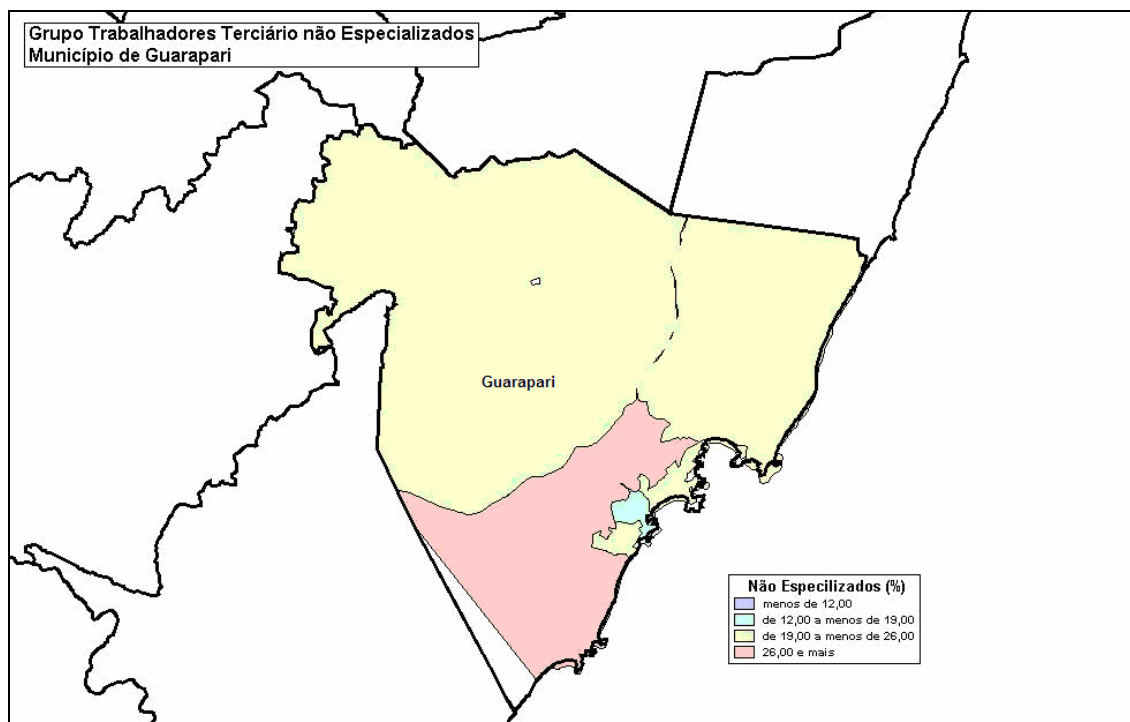 Grupo Trabalhadores Terciário não Especializados
Município de Guarapari
Guarapari
Não Especilizados (%)
menos de 12,00
de 12,00 a menos de 19,00
de 19,00 a menos de 26,00
26,00 e mais